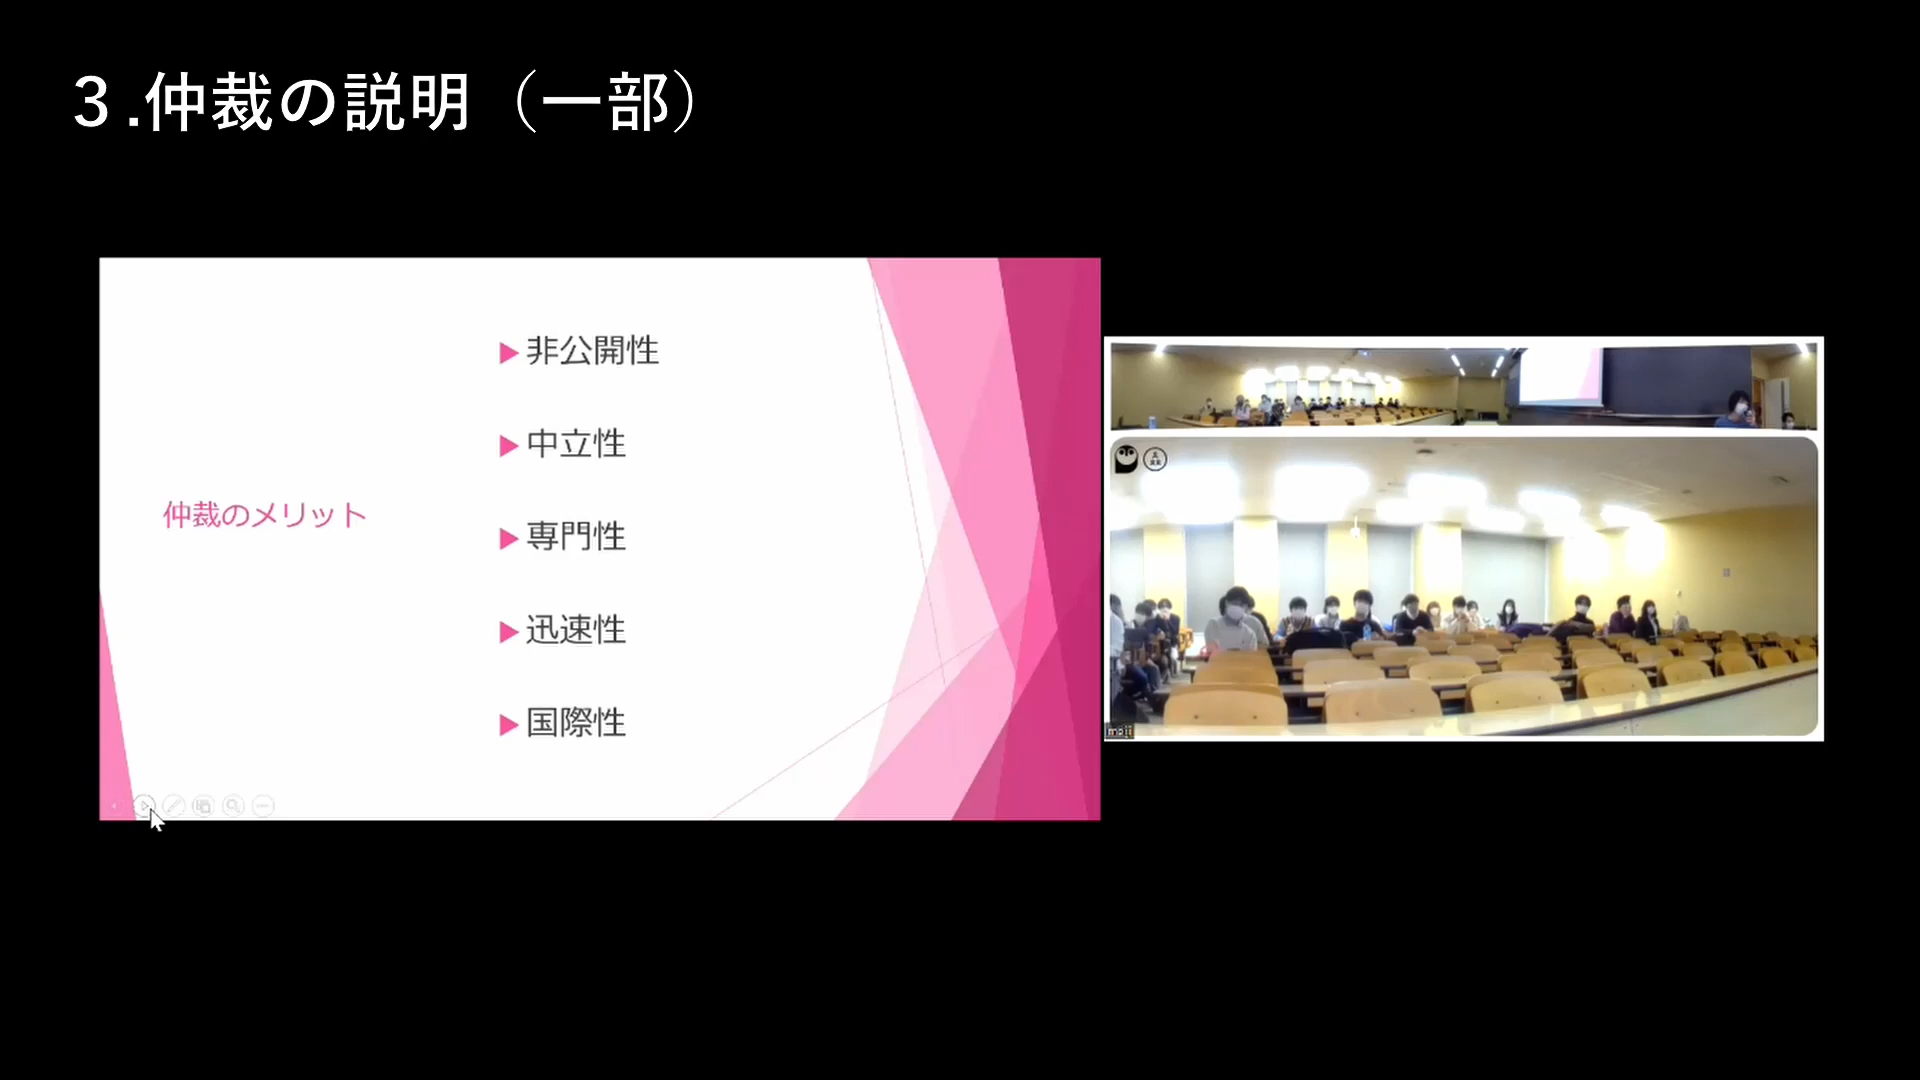 ３.仲裁の説明（一部）
仲裁のメリット
▶非公開性
▶中立性
▶専門性
▶迅速性
▶国際性